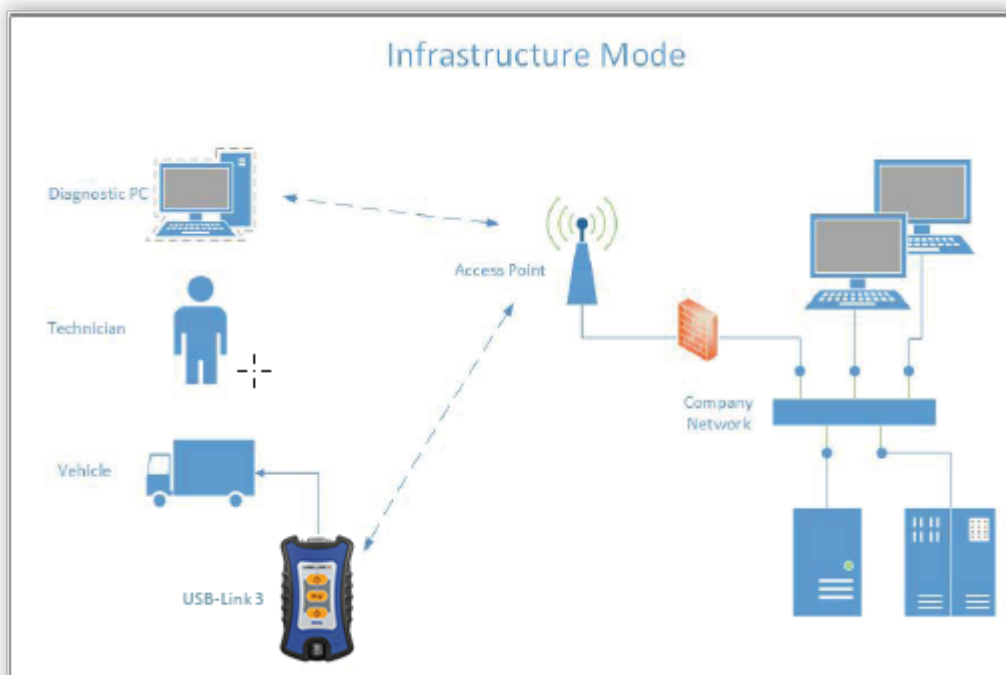 Infrastructure Mode
Diagnostic PC
Access Point
Technician
Company
Network
Vehicle
USB-Link 3